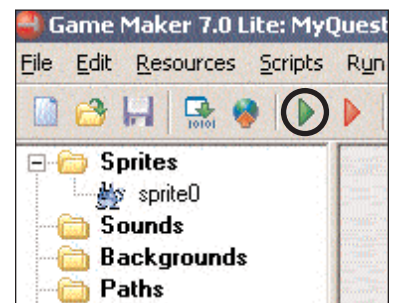 Game Maker 7.0 Lite: MyQuest
File Edit Resources Scripts Run
Sprites
sprite0
Sounds
Backgrounds
Paths